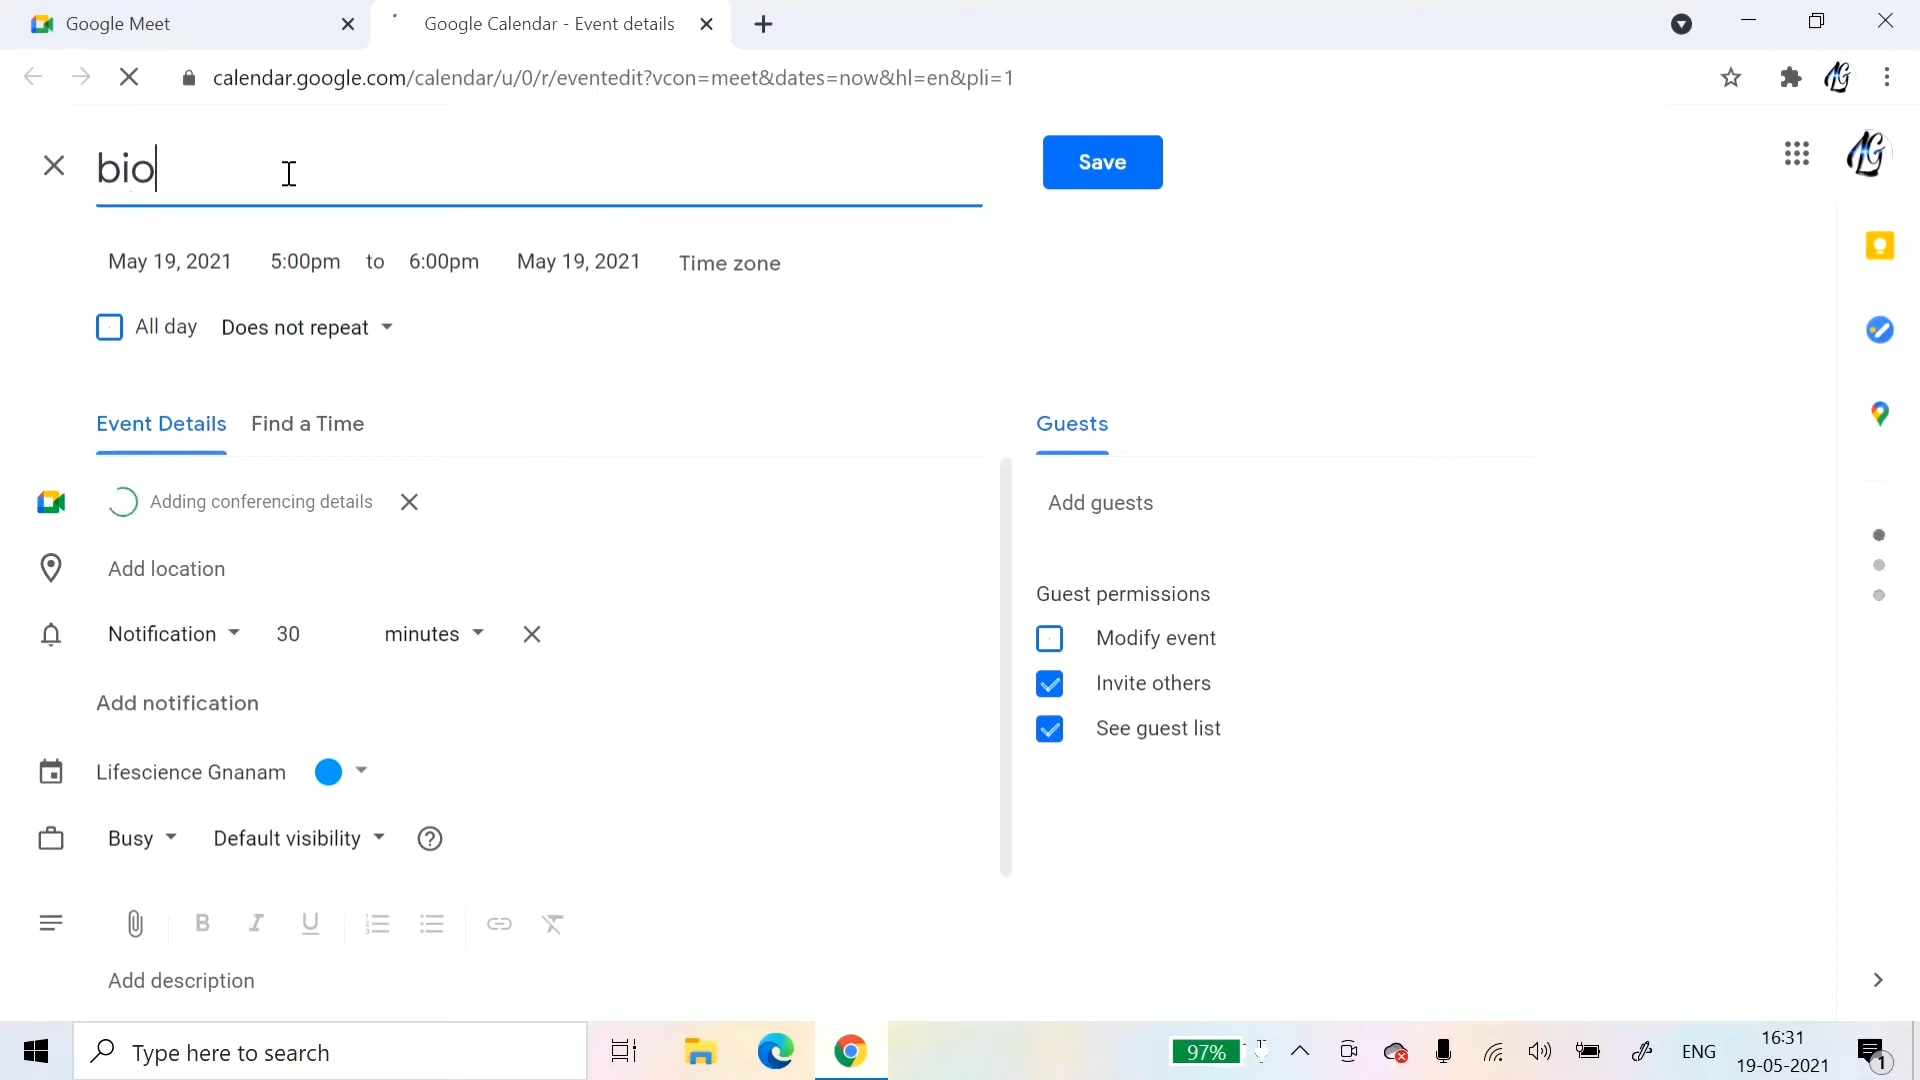 Google Meet
Google Calendar - Event details
calendar.google.com/calendar/u/0/r/eventedit?vcon=meet&dates=now&hl=en&pli=1
bio
Save
May 19, 2021 5:00pm to 6:00pm May 19, 2021 Time zone
All day Does not repeat
Event Details Find a Time
Guests
Adding conferencing details
Add guests
Add location
Guest permissions
Notification 30 minutes
Modify event
Invite others
Add notification
See guest list
Lifescience Gnanam
Busy Default visibility
B I U
Add description
Type here to search
97%
ENG
16:31
19-05-2021
1